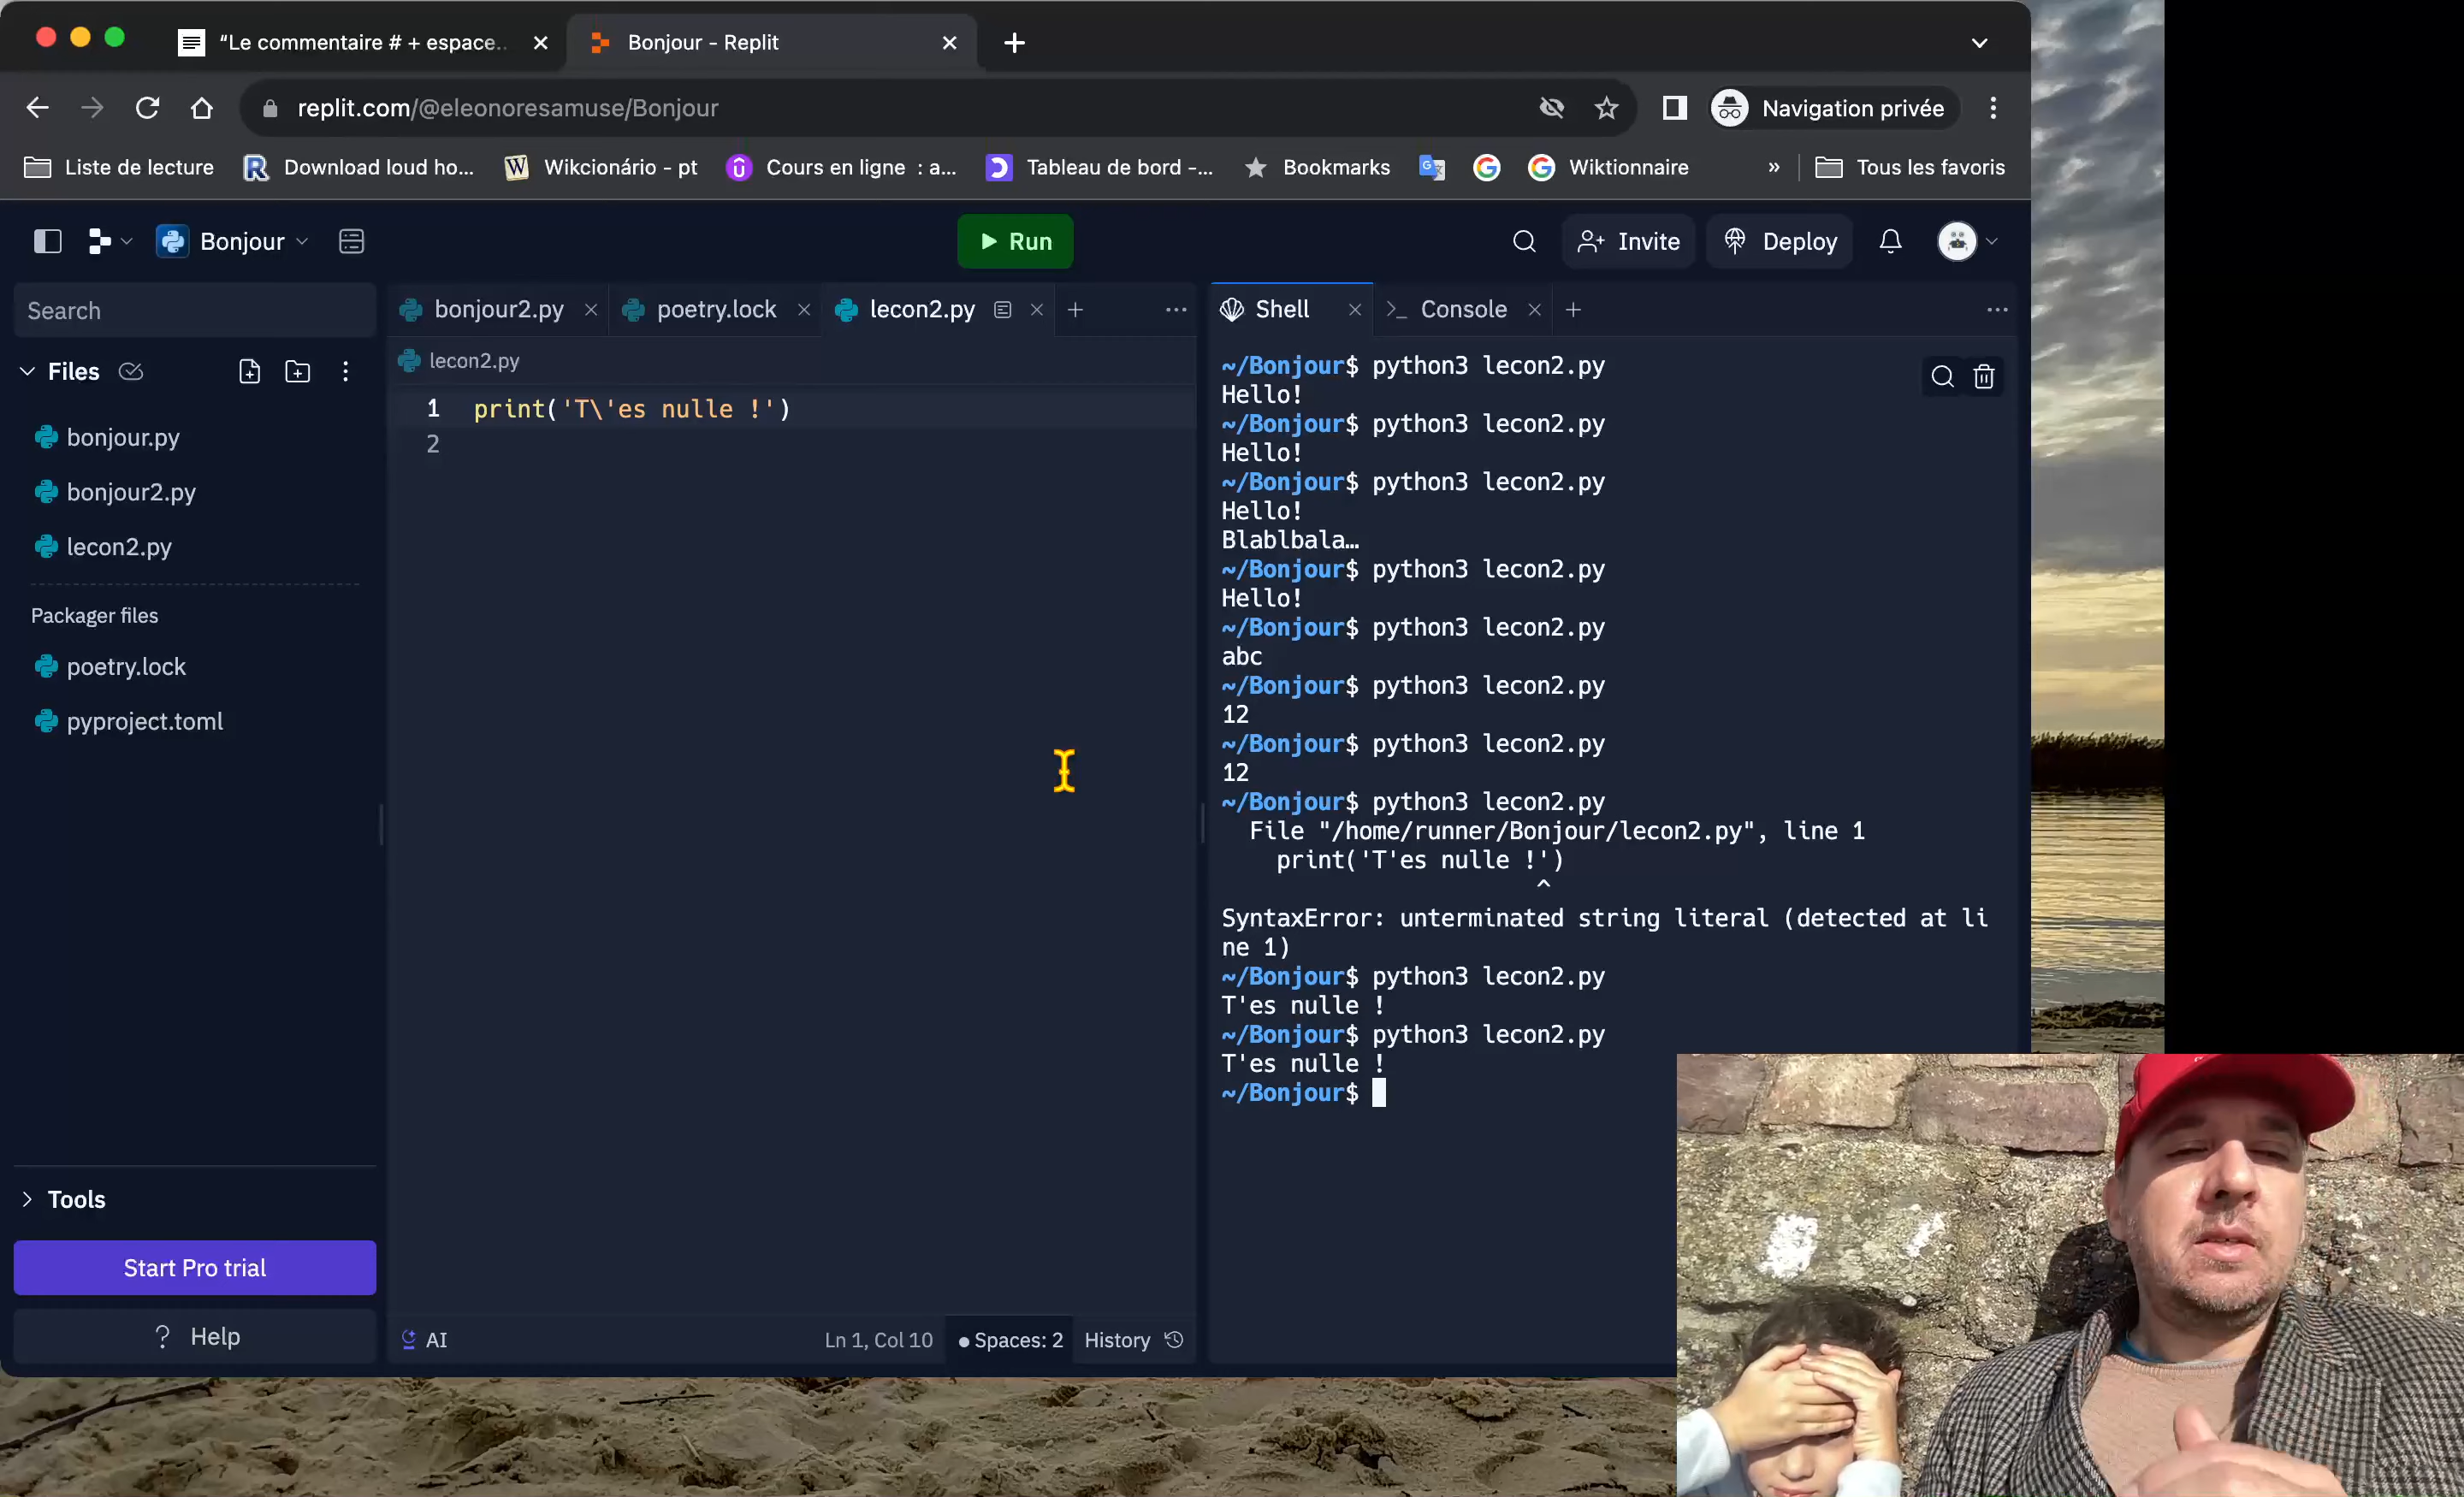 “Le commentaire # + espace..
Bonjour - Replit
replit.com/@eleonoresamuse/Bonjour
Navigation privée
Liste de lecture
Download loud ho...
Wikcionário - pt
Cours en ligne : a...
Tableau de bord -...
Bookmarks
Wiktionnaire
»
Tous les favoris
Bonjour
Run
Invite
Deploy
Search
Files
bonjour.py
bonjour2.py
lecon2.py
Packager files
poetry.lock
pyproject.toml
Tools
Start Pro trial
? Help
bonjour2.py
poetry.lock
lecon2.py
lecon2.py
1 print('T\'es nulle !')
2
AI
Ln 1, Col 10
Spaces: 2
History
Shell
Console
~/Bonjour$ python3 lecon2.py
Hello!
~/Bonjour$ python3 lecon2.py
Hello!
~/Bonjour$ python3 lecon2.py
Hello!
Blablbala…
~/Bonjour$ python3 lecon2.py
Hello!
~/Bonjour$ python3 lecon2.py
abc
~/Bonjour$ python3 lecon2.py
12
~/Bonjour$ python3 lecon2.py
12
~/Bonjour$ python3 lecon2.py
File "/home/runner/Bonjour/lecon2.py", line 1
print('T'es nulle !')
^
SyntaxError: unterminated string literal (detected at li
ne 1)
~/Bonjour$ python3 lecon2.py
T'es nulle !
~/Bonjour$ python3 lecon2.py
T'es nulle !
~/Bonjour$